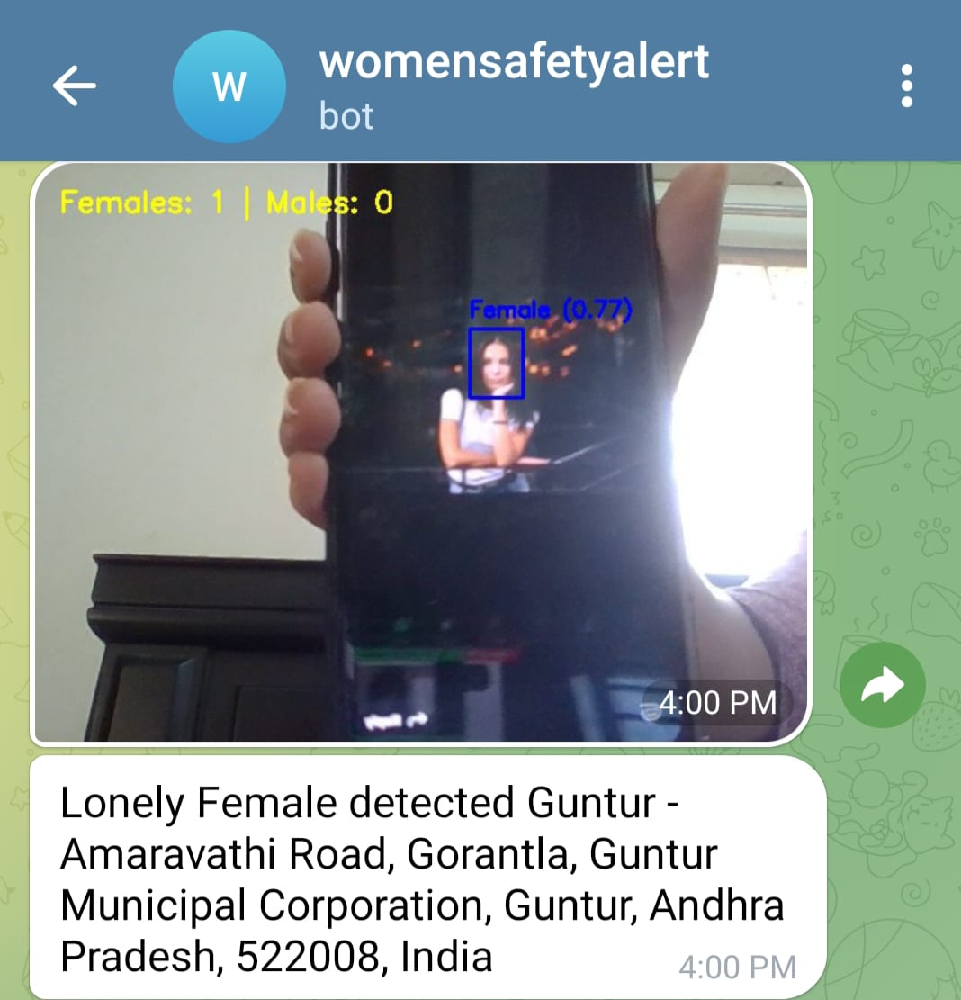 womensafetyalert
W
bot
Females: 1 | Males: 0
Female (0.77)
4:00 PM
Lonely Female detected Guntur -
Amaravathi Road, Gorantla, Guntur
Municipal Corporation, Guntur, Andhra
Pradesh, 522008, India
4:00 PM